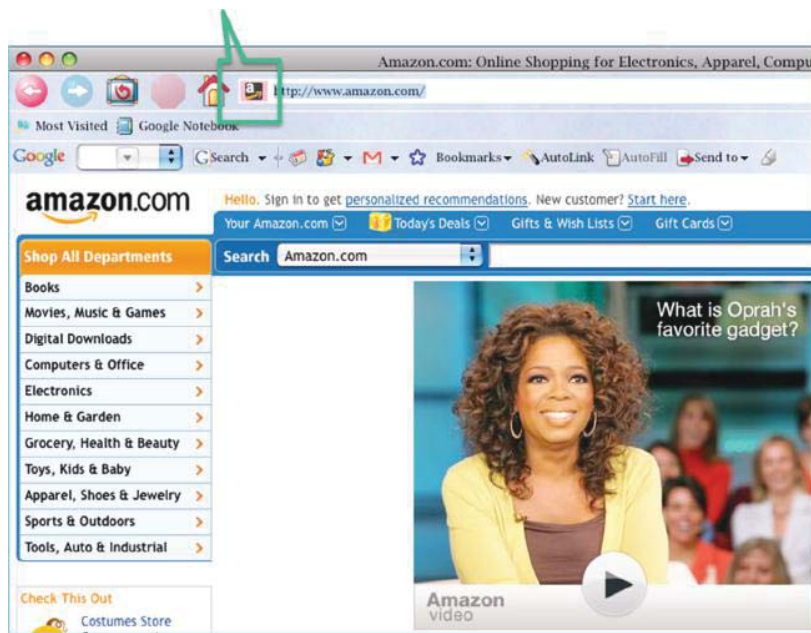 Amazon.com: Online Shopping for Electronics, Apparel, Compu
a http://www.amazon.com/
Most Visited Google Notebook
Google G Search Bookmarks AutoLink AutoFill Send to
amazon.com
Hello. Sign in to get personalized recommendations. New customer? Start here.
Your Amazon.com Today's Deals Gifts & Wish Lists Gift Cards
Shop All Departments
Search Amazon.com
Books
Movies, Music & Games
Digital Downloads
Computers & Office
Electronics
Home & Garden
Grocery, Health & Beauty
Toys, Kids & Baby
Apparel, Shoes & Jewelry
Sports & Outdoors
Tools, Auto & Industrial
What is Oprah's
favorite gadget?
Amazon
video
Check This Out
Costumes Store